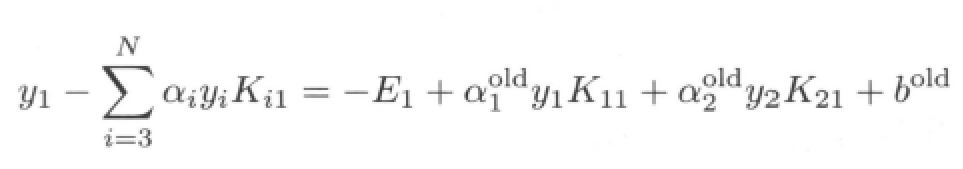 $y_1 - \sum_{i=3}^{N} \alpha_i y_i K_{i1} = -E_1 + \alpha_1^{\text{old}} y_1 K_{11} + \alpha_2^{\text{old}} y_2 K_{21} + b^{\text{old}}$